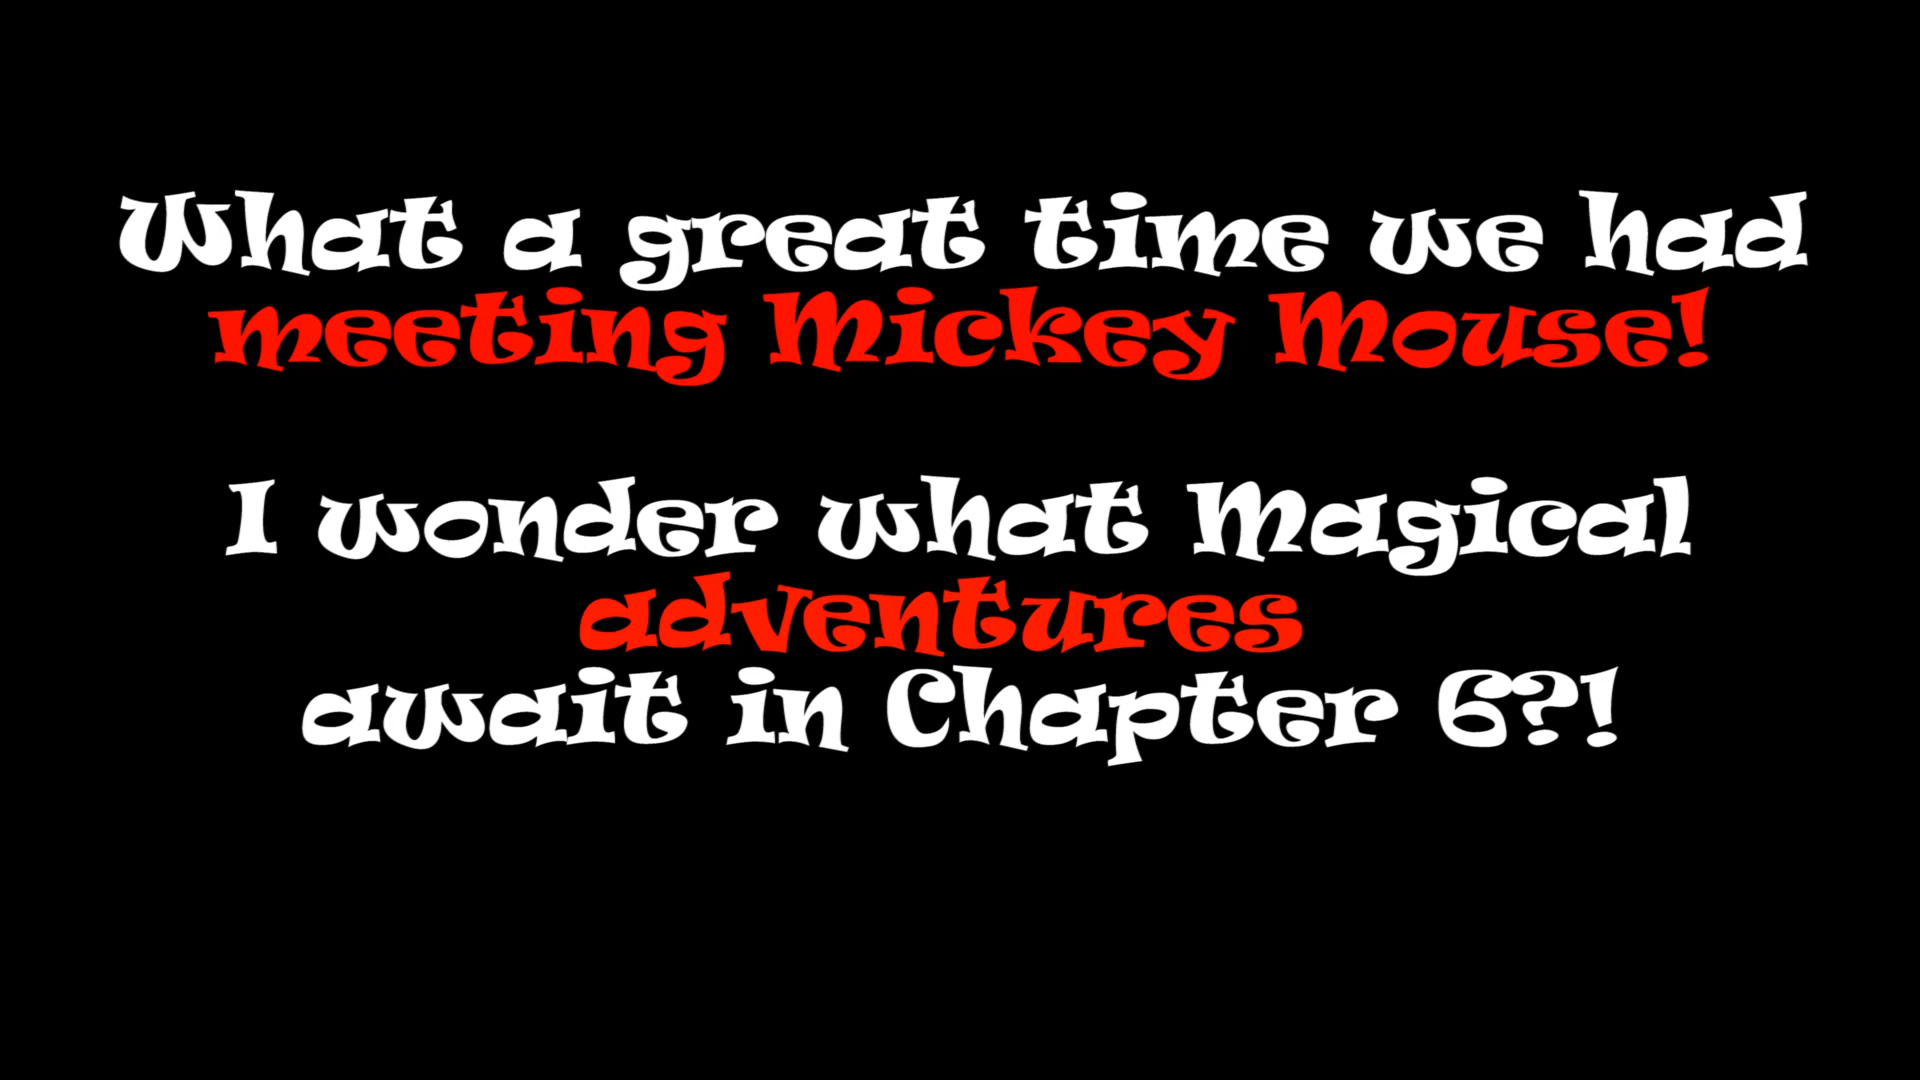 What a great time we had
meeting Mickey Mouse!
I wonder what Magical
adventures
await in Chapter 6?!